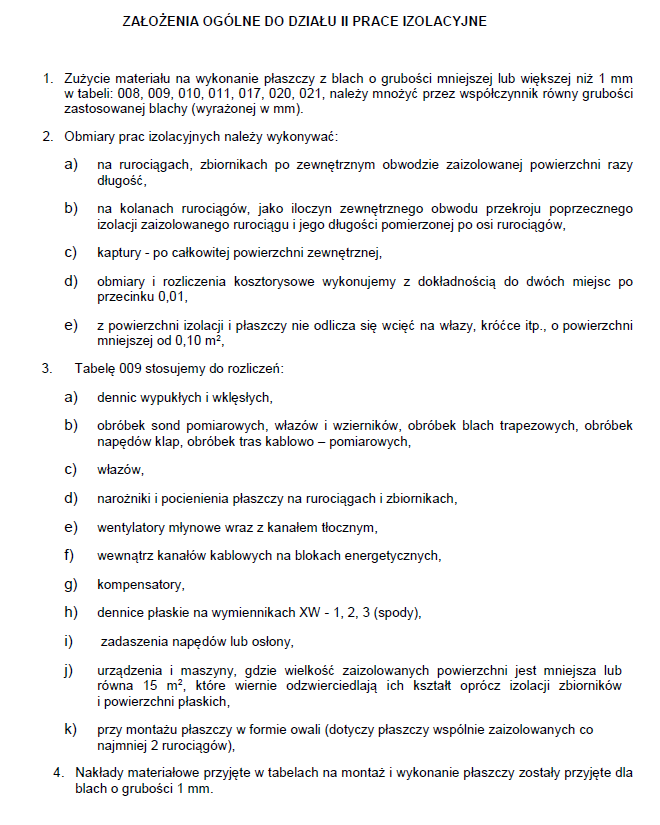 ZAŁOŻENIA OGÓLNE DO DZIAŁU II PRACE IZOLACYJNE
1. Zużycie materiału na wykonanie płaszczy z blach o grubości mniejszej lub większej niż 1 mm
w tabeli: 008, 009, 010, 011, 017, 020, 021, należy mnożyć przez współczynnik równy grubości
zastosowanej blachy (wyrażonej w mm).
2. Obmiary prac izolacyjnych należy wykonywać:
a) na rurociągach, zbiornikach po zewnętrznym obwodzie zaizolowanej powierzchni razy
długość,
b) na kolanach rurociągów, jako iloczyn zewnętrznego obwodu przekroju poprzecznego
izolacji zaizolowanego rurociągu i jego długości pomierzonej po osi rurociągów,
c) kaptury - po całkowitej powierzchni zewnętrznej,
d) obmiary i rozliczenia kosztorysowe wykonujemy z dokładnością do dwóch miejsc po
przecinku 0,01,
e) z powierzchni izolacji i płaszczy nie odlicza się wcięć na włazy, króćce itp., o powierzchni
mniejszej od 0,10 m²,
3. Tabelę 009 stosujemy do rozliczeń:
a) dennic wypukłych i wklęsłych,
b) obróbek sond pomiarowych, włazów i wzierników, obróbek blach trapezowych, obróbek
napędów klap, obróbek tras kablowo – pomiarowych,
c) włazów,
d) narożniki i pocienienia płaszczy na rurociągach i zbiornikach,
e) wentylatory młynowe wraz z kanałem tłocznym,
f) wewnątrz kanałów kablowych na blokach energetycznych,
g) kompensatory,
h) dennice płaskie na wymiennikach XW - 1, 2, 3 (spody),
i) zadaszenia napędów lub osłony,
j) urządzenia i maszyny, gdzie wielkość zaizolowanych powierzchni jest mniejsza lub
równa 15 m², które wiernie odzwierciedlają ich kształt oprócz izolacji zbiorników
i powierzchni płaskich,
k) przy montażu płaszczy w formie owali (dotyczy płaszczy wspólnie zaizolowanych co
najmniej 2 rurociągów),
4. Nakłady materiałowe przyjęte w tabelach na montaż i wykonanie płaszczy zostały przyjęte dla
blach o grubości 1 mm.